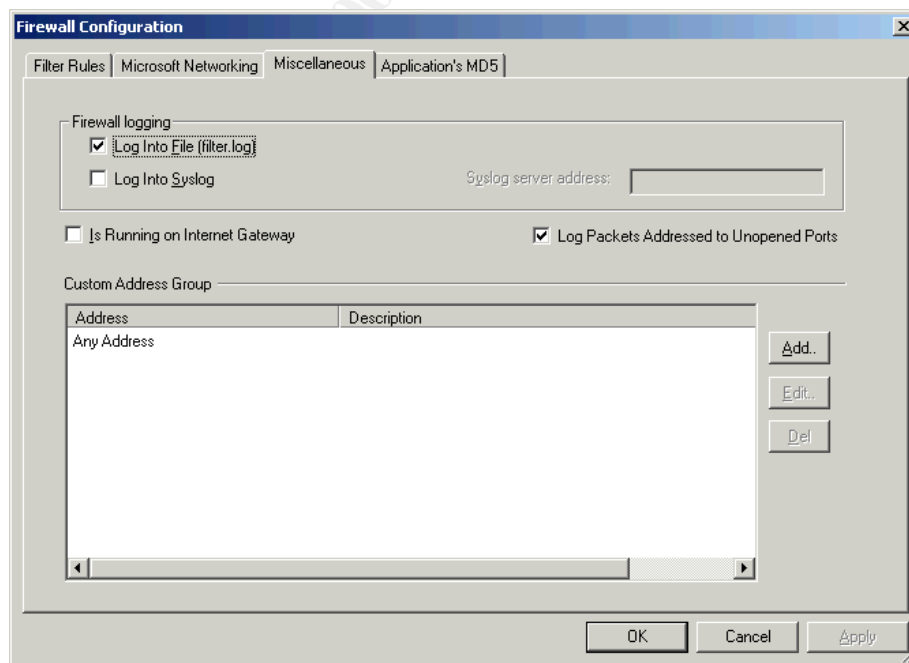 Firewall Configuration
Filter Rules Microsoft Networking Miscellaneous Application's MD5
Firewall logging
Log Into File (filter.log)
Log Into Syslog Syslog server address:
Is Running on Internet Gateway Log Packets Addressed to Unopened Ports
Custom Address Group
Address Description
Any Address
Add..
Edit..
Del
OK Cancel Apply